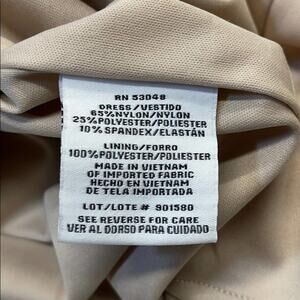 RN 53048
DRESS/VESTIDO
65%NYLON/NYLON
25%POLYESTER/POLIESTER
10%SPANDEX/ELASTÁN
LINING/FORRO
100%POLYESTER/POLIESTER
MADE IN VIETNAM
OF IMPORTED FABRIC
HECHO EN VIETNAM
DE TELA IMPORTADA
LOT/LOTE # 901580
SEE REVERSE FOR CARE
VER AL DORSO PARA CUIDADO